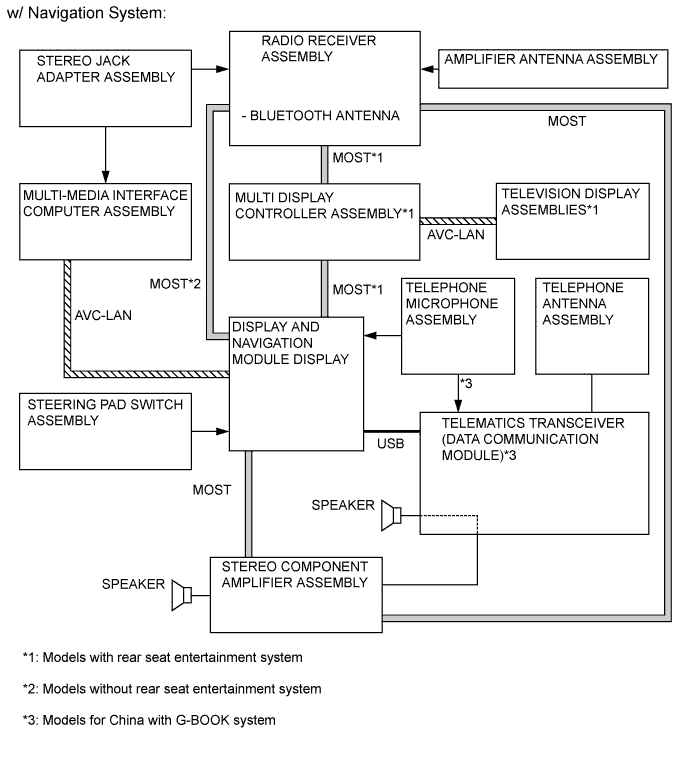 w/ Navigation System:
STEREO JACK
ADAPTER ASSEMBLY
RADIO RECEIVER
ASSEMBLY
- BLUETOOTH ANTENNA
AMPLIFIER ANTENNA ASSEMBLY
MOST
MOST*1
MULTI-MEDIA INTERFACE
COMPUTER ASSEMBLY
MULTI DISPLAY
CONTROLLER ASSEMBLY*1
TELEVISION DISPLAY
ASSEMBLIES*1
AVC-LAN
MOST*2
MOST*1
AVC-LAN
TELEPHONE
MICROPHONE
ASSEMBLY
TELEPHONE
ANTENNA
ASSEMBLY
DISPLAY AND
NAVIGATION
MODULE DISPLAY
*3
STEERING PAD SWITCH
ASSEMBLY
TELEMATICS TRANSCEIVER
(DATA COMMUNICATION
MODULE)*3
USB
MOST
SPEAKER
STEREO COMPONENT
AMPLIFIER ASSEMBLY
SPEAKER
*1: Models with rear seat entertainment system
*2: Models without rear seat entertainment system
*3: Models for China with G-BOOK system